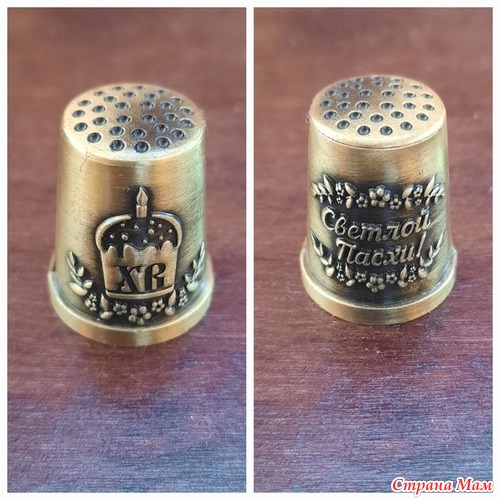 ХВ
Светлой
Пасхи!
Страна Мам